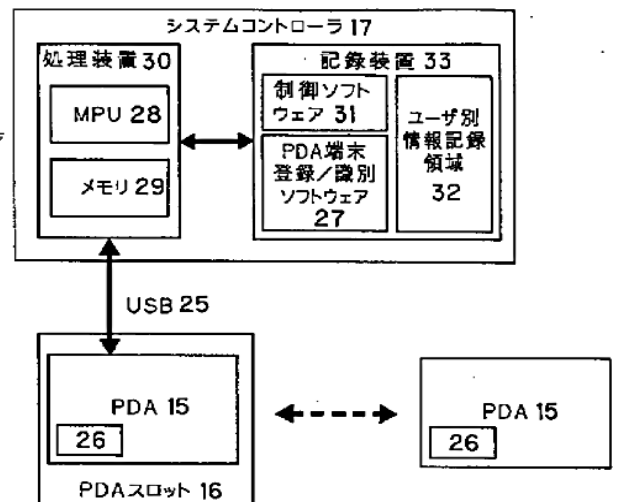 システムコントローラ 17
処理装置 30
MPU 28
メモリ 29
記録装置 33
制御ソフト
ウェア 31
PDA端末
登録/識別
ソフトウェア
27
ユーザ別
情報記録
領域
32
USB 25
PDA 15
26
PDAスロット 16
PDA 15
26